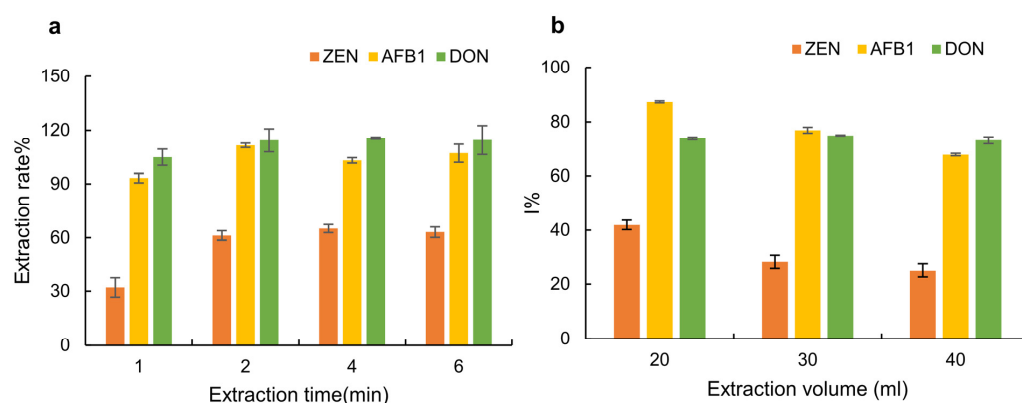 a
ZEN AFB1 DON
150
120
90
60
30
0
Extraction rate%
1 2 4 6
Extraction time(min)
b
ZEN AFB1 DON
100
80
60
40
20
0
I%
20 30 40
Extraction volume (ml)